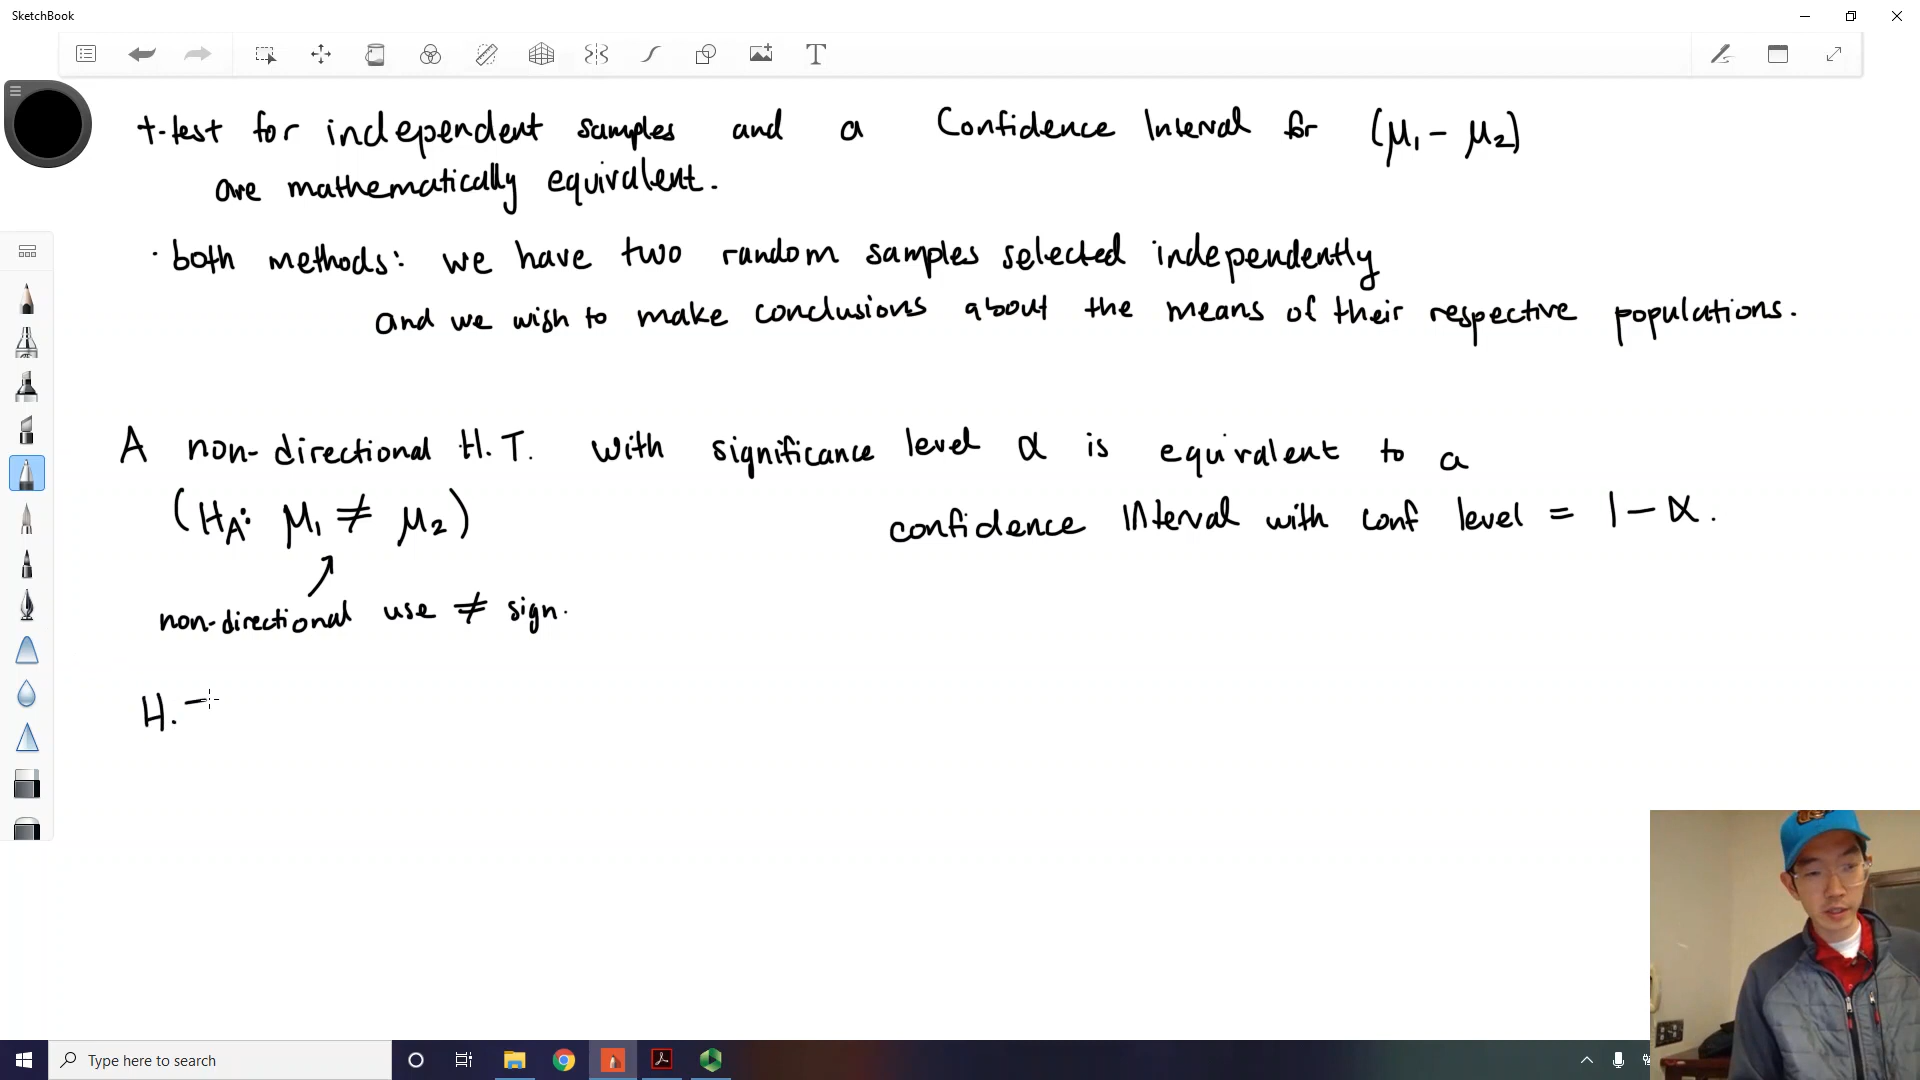 SketchBook
T
t-test for independent samples and a Confidence Interval for (μ₁ - μ₂)
are mathematically equivalent.
· both methods: we have two random samples selected independently
and we wish to make conclusions about the means of their respective populations.
A non-directional H.T. with significance level α is equivalent to a
(H_A: μ₁ ≠ μ₂)
confidence Interval with conf level = 1 - α.
non-directional use ≠ sign.
H.
Type here to search